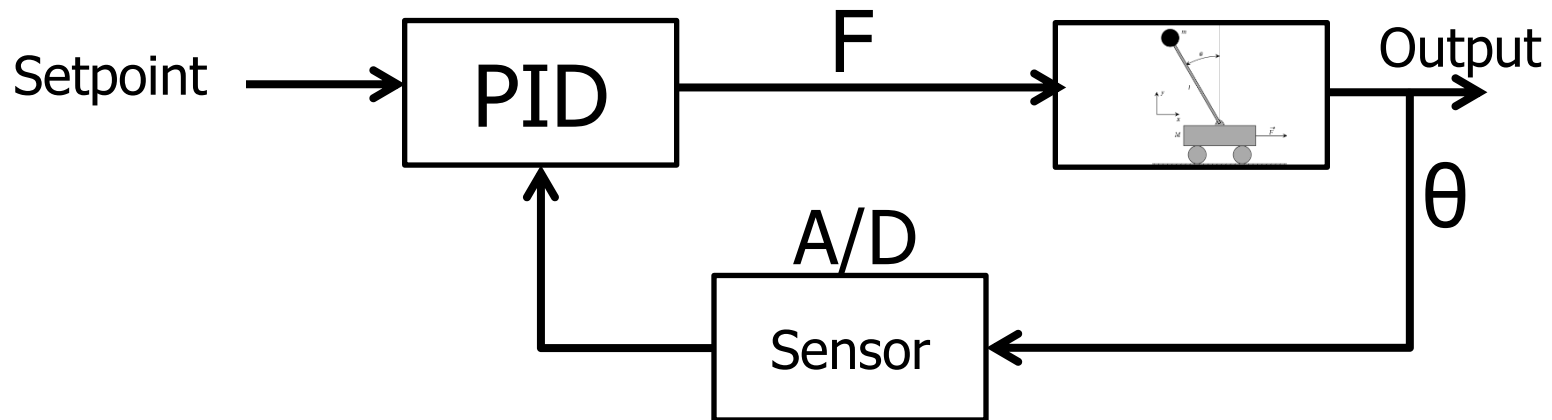 Setpoint
PID
F
m
θ
l
y
x
M
F
Output
θ
A/D
Sensor